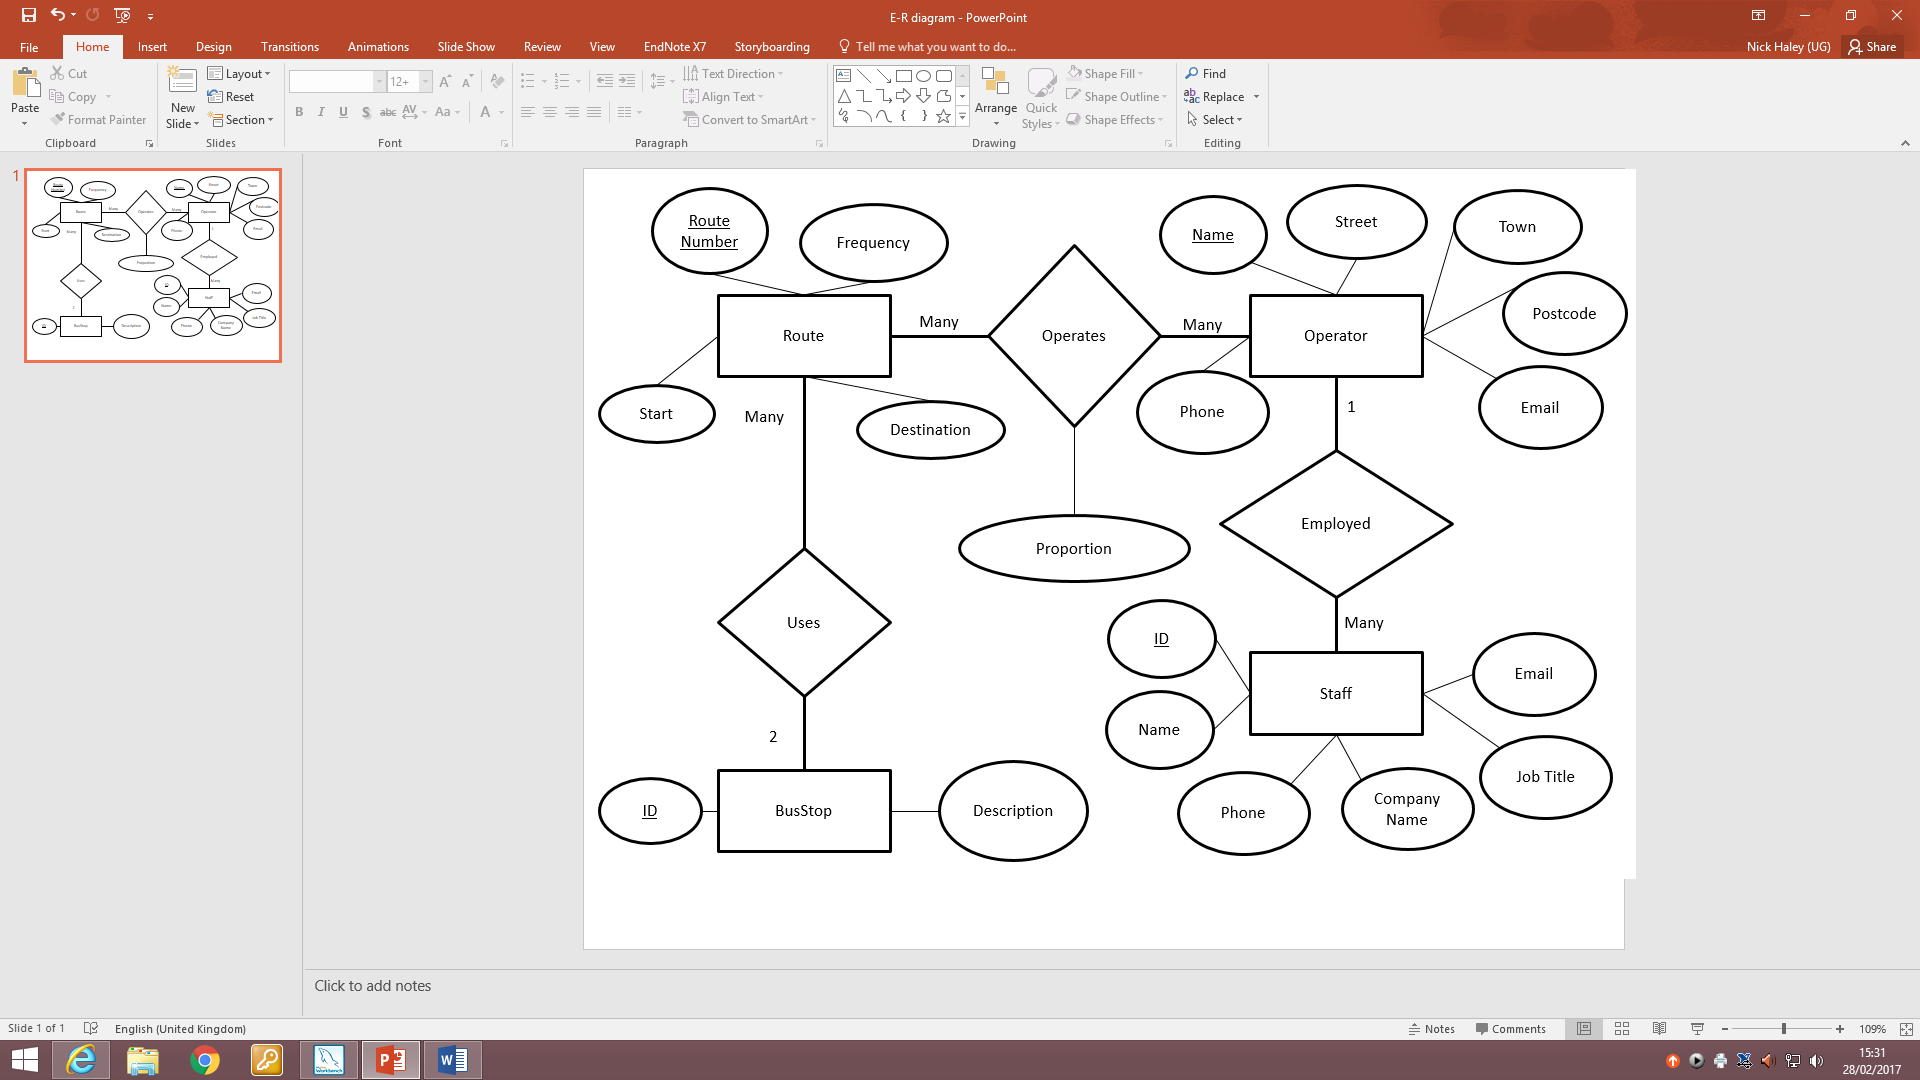 E-R diagram - PowerPoint
File Home Insert Design Transitions Animations Slide Show Review View EndNote X7 Storyboarding Tell me what you want to do... Nick Haley (UG) Share
Paste
Cut
Copy
Format Painter
Clipboard
New
Slide
Layout
Reset
Section
Slides
12+
B I U S abc AV Aa A
Font
Text Direction
Align Text
Convert to SmartArt
Paragraph
Arrange
Quick
Styles
Shape Fill
Shape Outline
Shape Effects
Drawing
Find
Replace
Select
Editing
1
Route
Number
Frequency
Name
Street
Town
Postcode
Route
Many
Operates
Many
Operator
Start
Many
Destination
Phone
1
Email
Proportion
Employed
Uses
Many
ID
Staff
Email
Name
2
Job Title
ID
BusStop
Description
Phone
Company
Name
Click to add notes
Slide 1 of 1 English (United Kingdom) Notes Comments 109%
15:31
28/02/2017